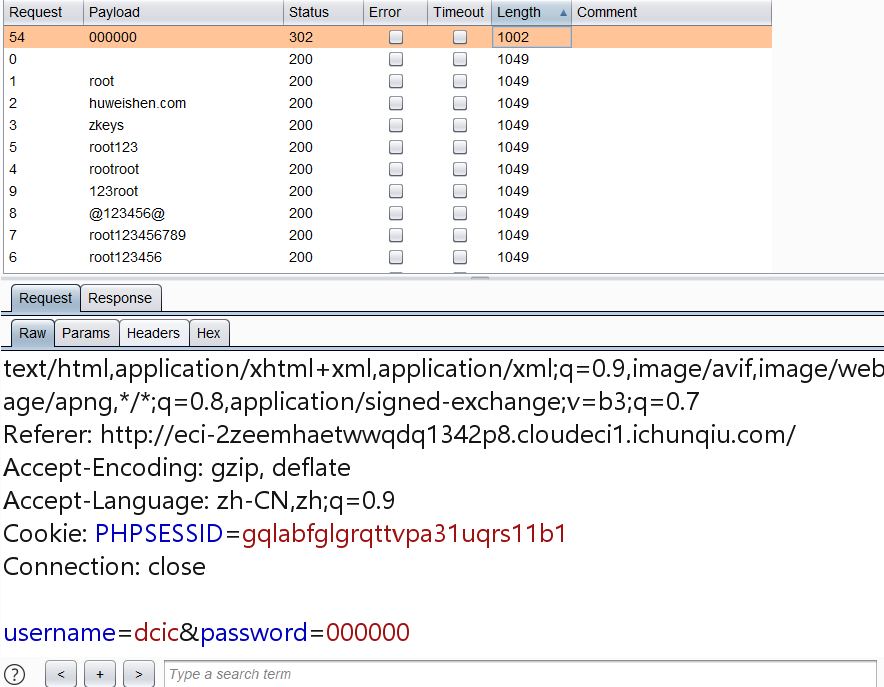 Request Payload Status Error Timeout Length Comment
54 000000 302 1002
0 200 1049
1 root 200 1049
2 huweishen.com 200 1049
3 zkeys 200 1049
5 root123 200 1049
4 rootroot 200 1049
9 123root 200 1049
8 @123456@ 200 1049
7 root123456789 200 1049
6 root123456 200 1049
Request Response
Raw Params Headers Hex
text/html,application/xhtml+xml,application/xml;q=0.9,image/avif,image/web
age/apng,*/*;q=0.8,application/signed-exchange;v=b3;q=0.7
Referer: http://eci-2zeemhaetwwqdq1342p8.cloudeci1.ichunqiu.com/
Accept-Encoding: gzip, deflate
Accept-Language: zh-CN,zh;q=0.9
Cookie: PHPSESSID=gqlabfglgrqttvpa31uqrs11b1
Connection: close
username=dcic&password=000000
? < + > Type a search term